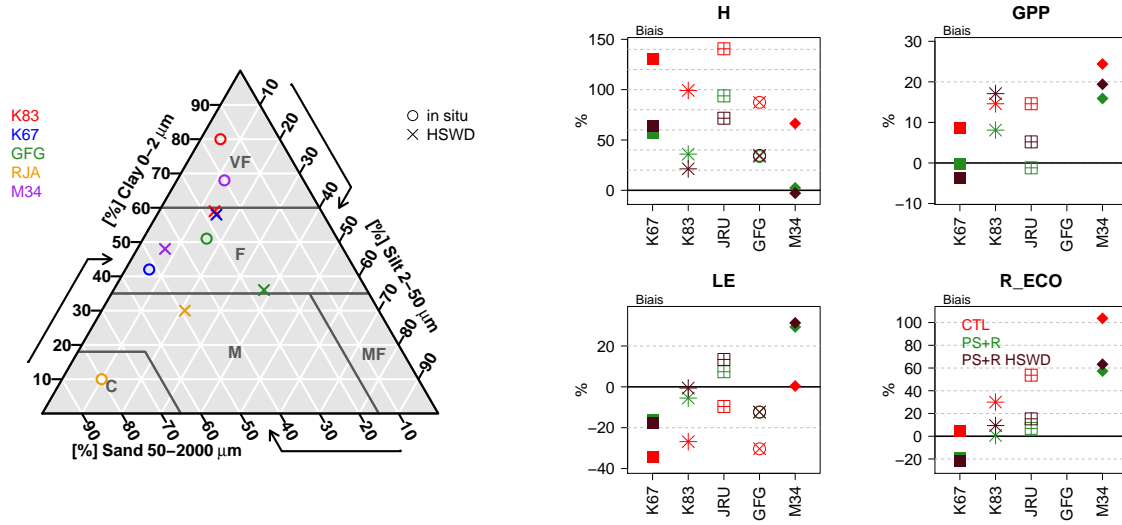 K83
K67
GFG
RJA
M34
in situ
HSWD
[%] Clay 0−2 μm
90
80
70
60
50
40
30
20
10
10
20
30
40
50
60
70
80
90
[%] Silt 2−50 μm
VF
F
M
MF
C
90
80
70
60
50
40
30
20
10
[%] Sand 50−2000 μm
H
Biais
%
150
100
50
0
K67
K83
JRU
GFG
M34
GPP
Biais
%
30
20
10
0
−10
K67
K83
JRU
GFG
M34
LE
Biais
%
20
0
−20
−40
K67
K83
JRU
GFG
M34
R_ECO
Biais
%
100
80
60
40
20
0
−20
CTL
PS+R
PS+R HSWD
K67
K83
JRU
GFG
M34